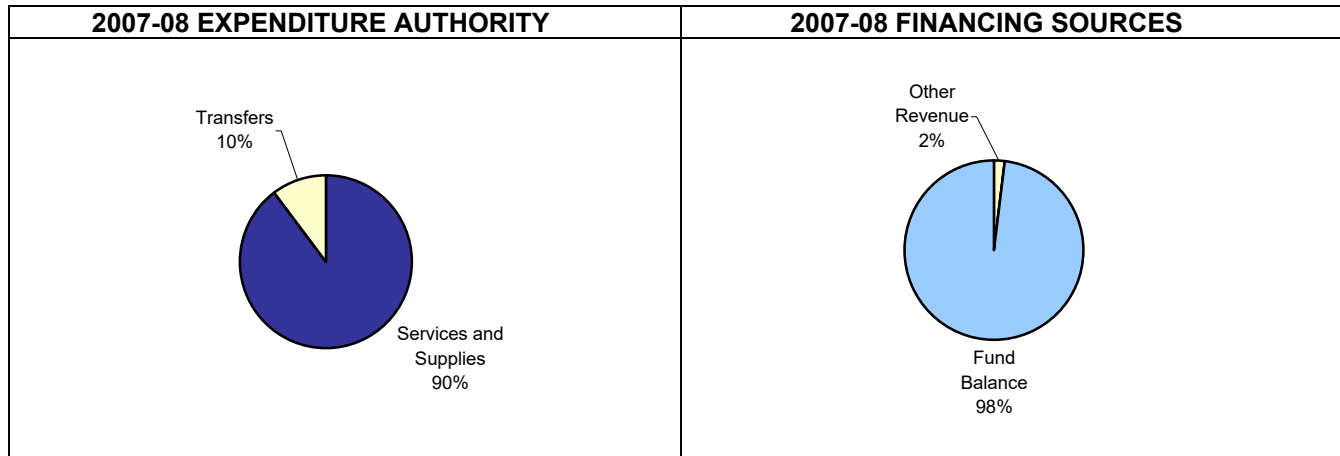 2007-08 EXPENDITURE AUTHORITY
Transfers
10%
Services and
Supplies
90%
2007-08 FINANCING SOURCES
Other
Revenue
2%
Fund
Balance
98%